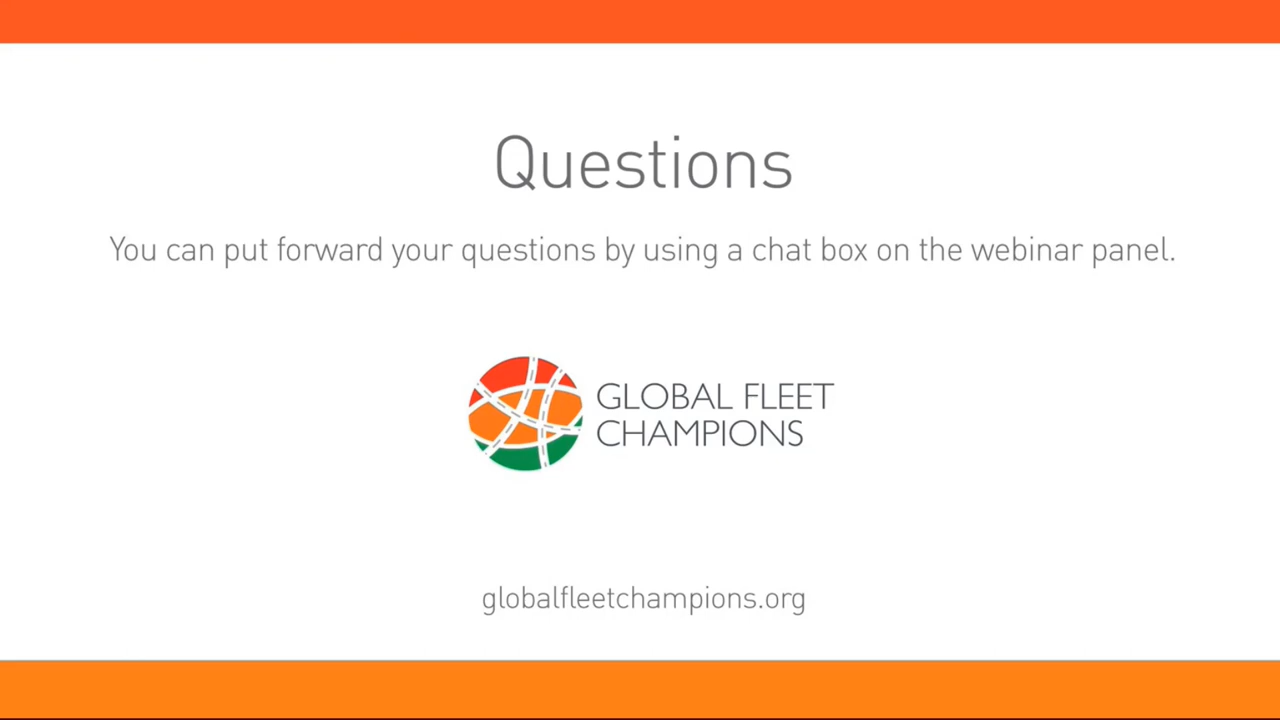 Questions
You can put forward your questions by using a chat box on the webinar panel.
GLOBAL FLEET
CHAMPIONS
globalfleetchampions.org